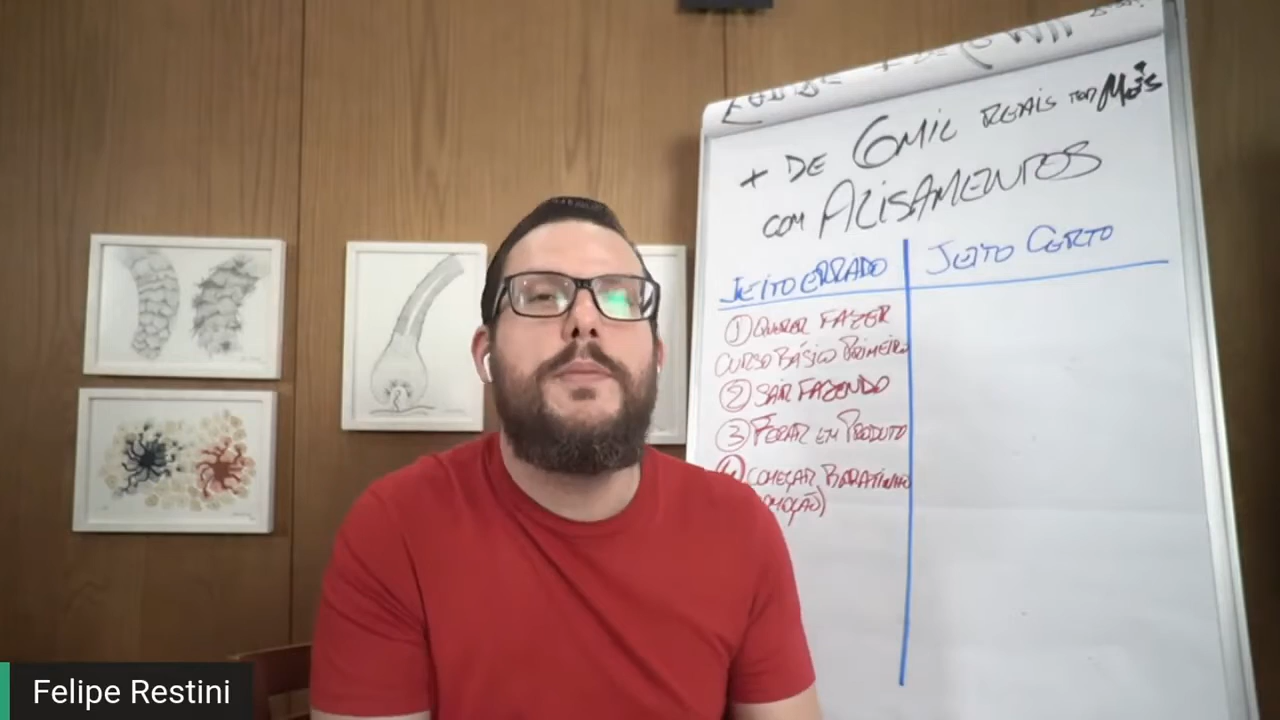 + DE 6MIL REAIS POR MÊS
COM ALISAMENTOS
JEITO ERRADO
JEITO CERTO
① QUERER FAZER
CURSO BÁSICO PRIMEIRO
② SAIR FAZENDO
③ FOCAR EM PRODUTO
④ COMEÇAR BARATINHO
Felipe Restini